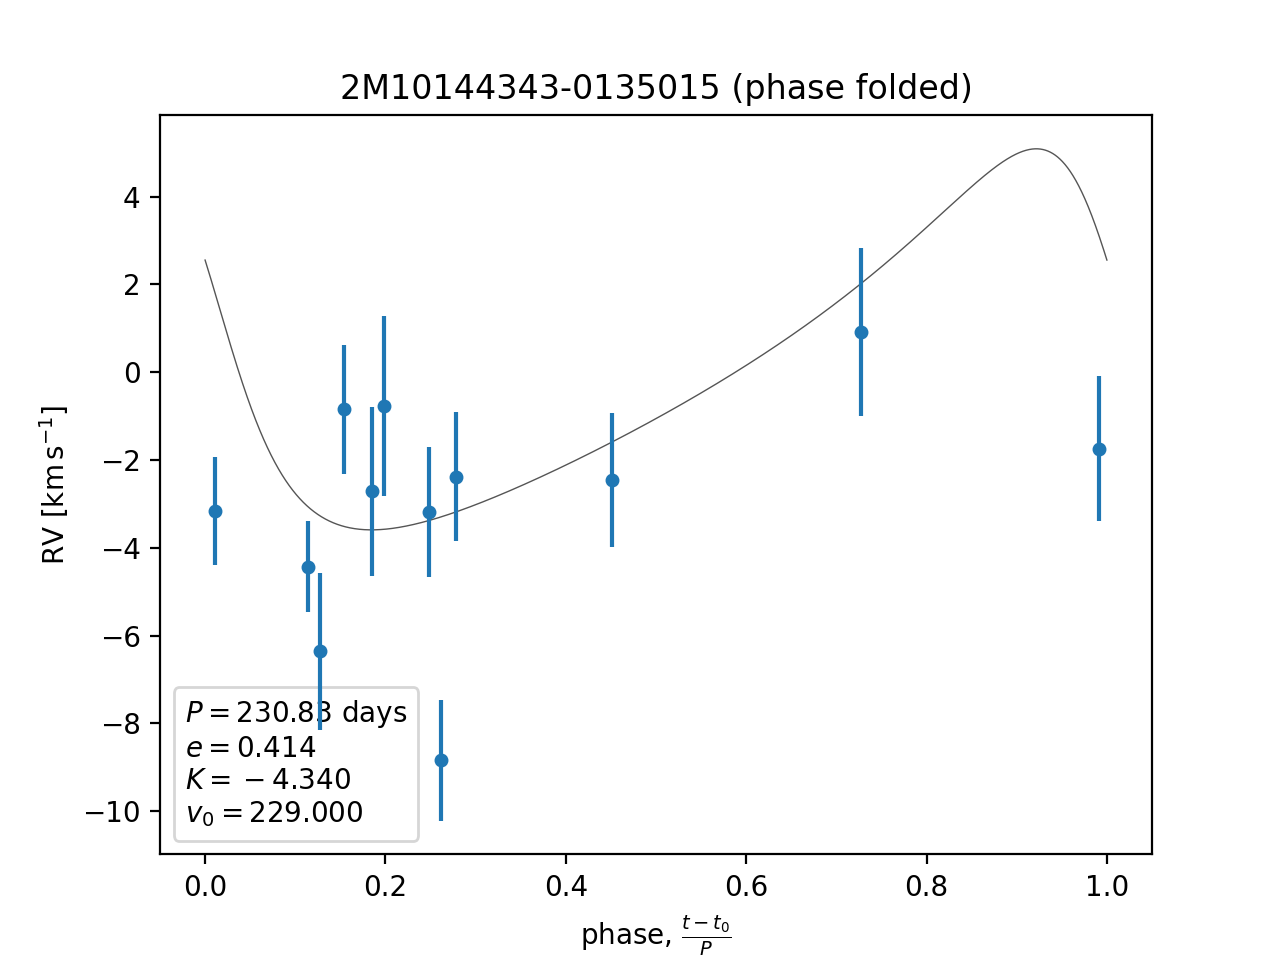 2M10144343-0135015 (phase folded)
RV [km s⁻¹]
4
2
0
−2
−4
−6
−8
−10
P = 230.83 days
e = 0.414
K = −4.340
v₀ = 229.000
0.0 0.2 0.4 0.6 0.8 1.0
phase, (t − t₀)/P